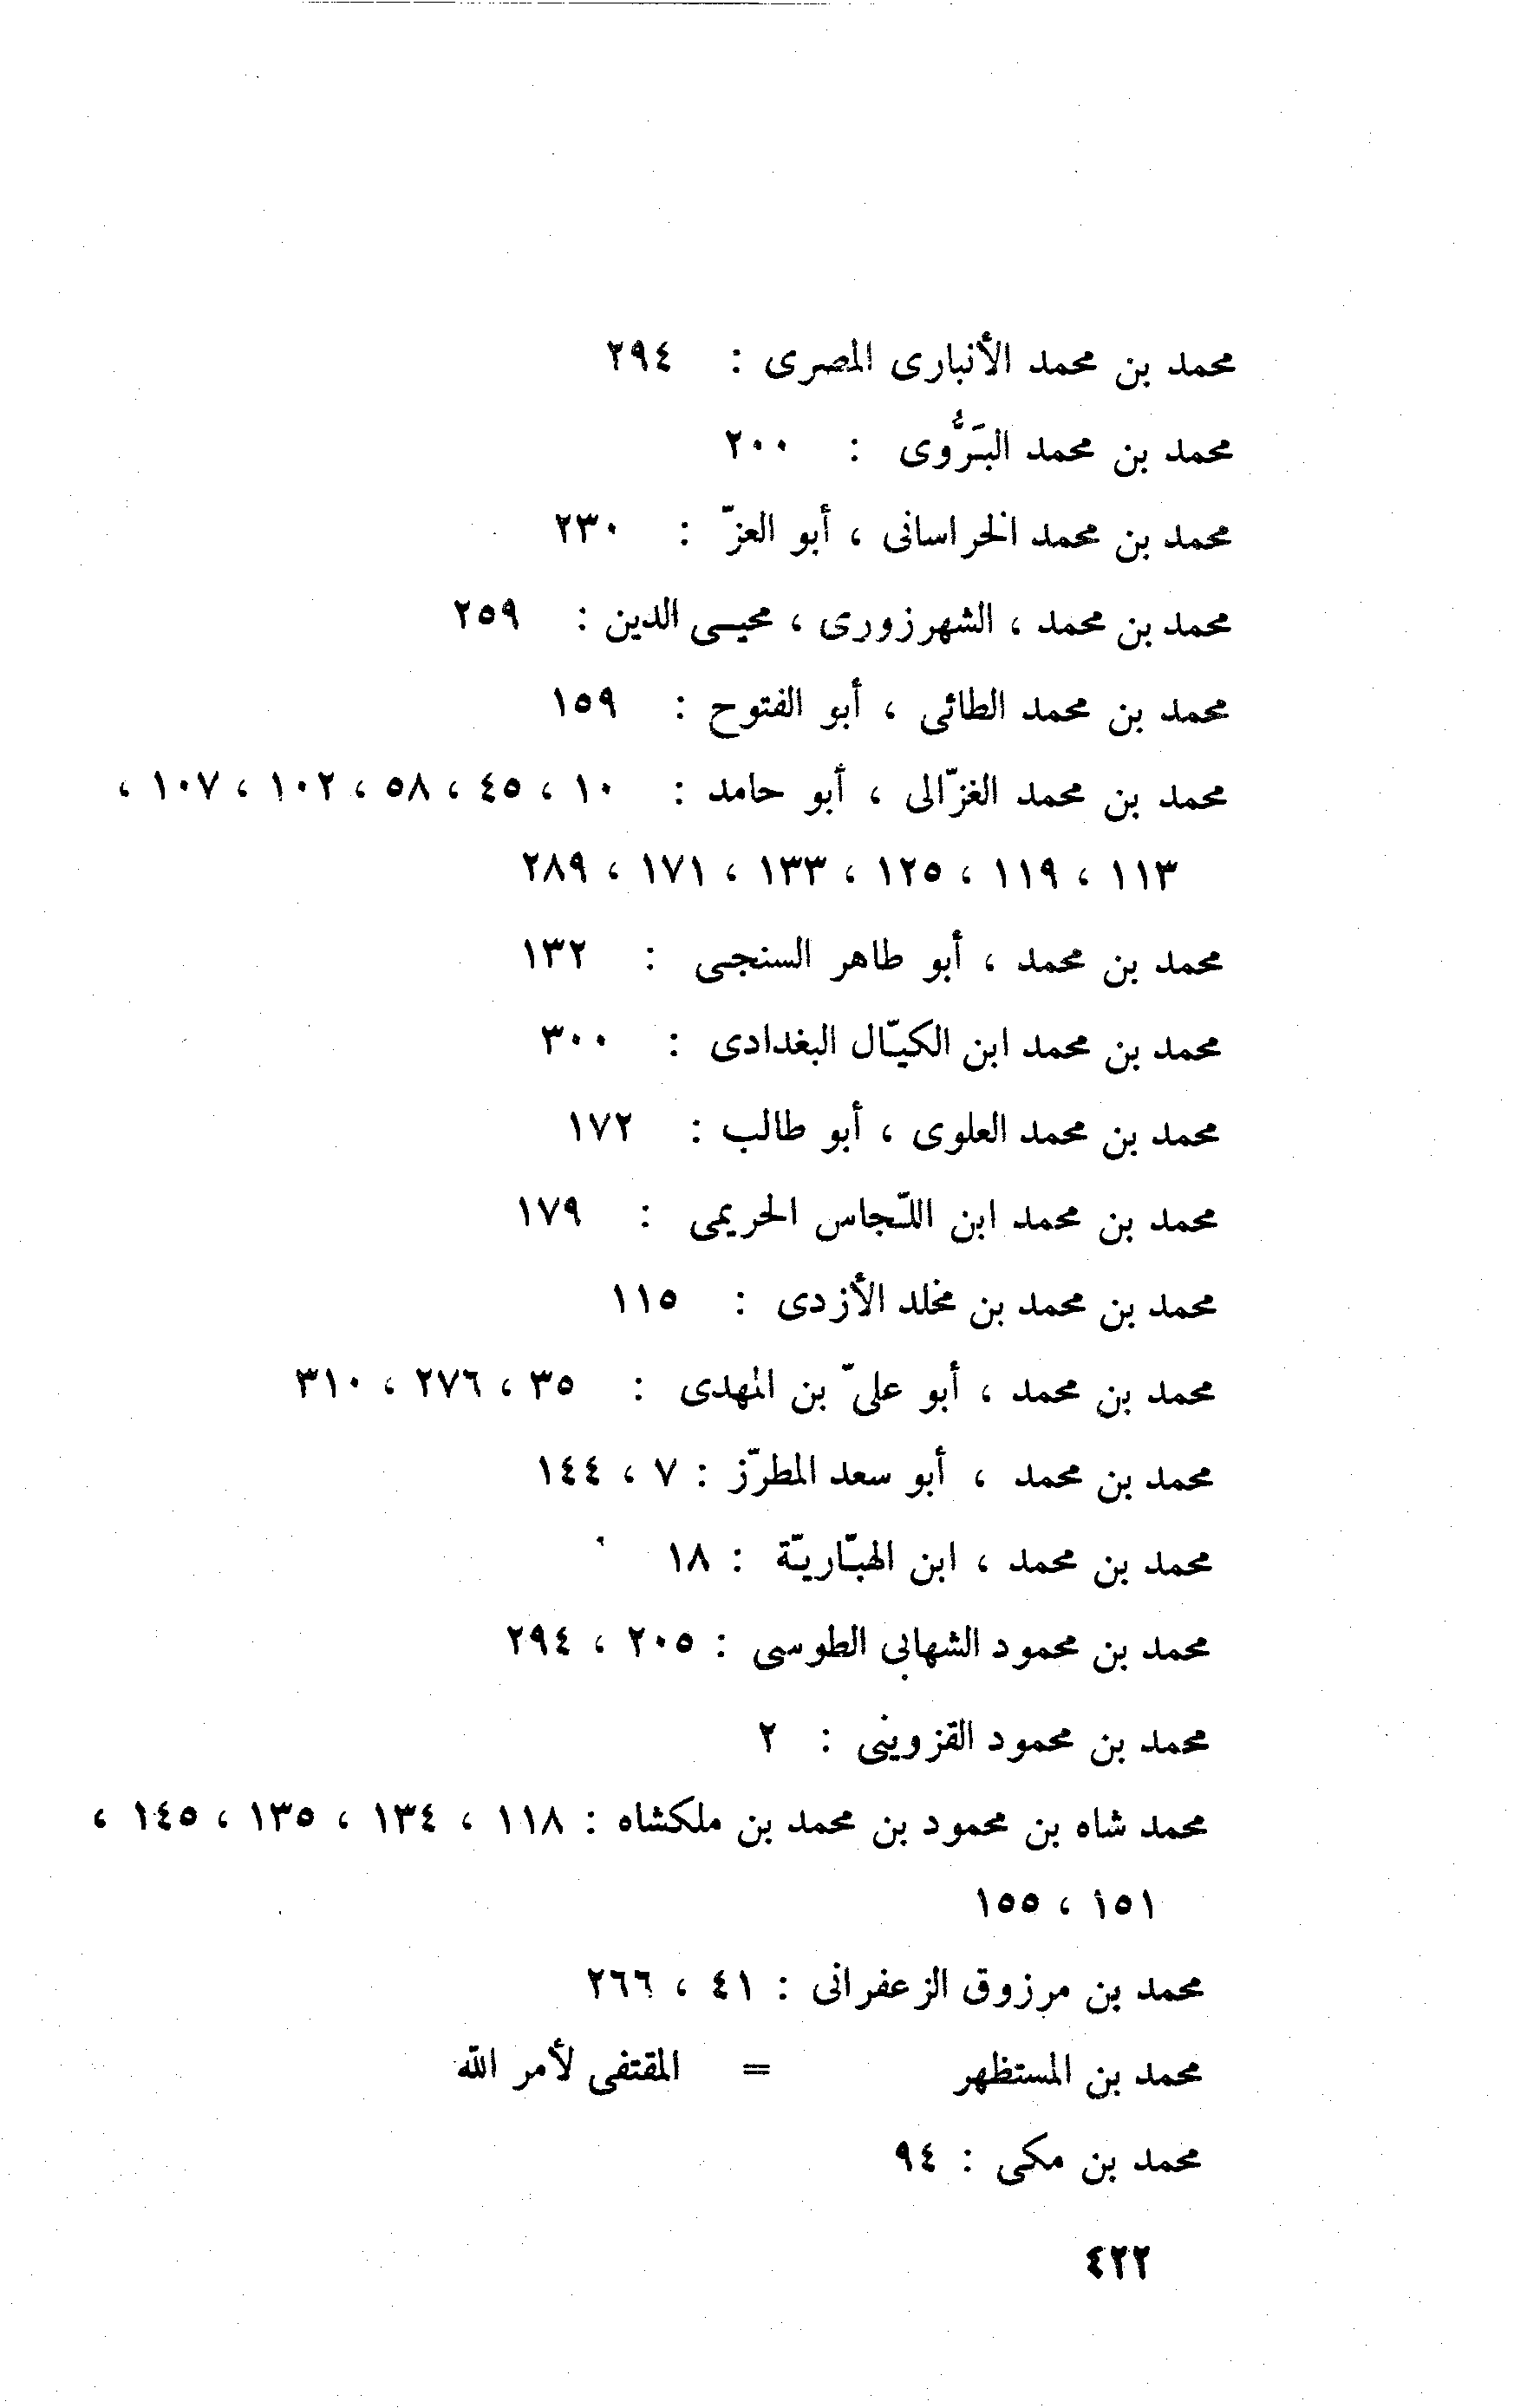 محمد بن محمد الأنبارى المصرى : ٢٩٤
محمد بن محمد البَرُّوى : ٢٠٠
محمد بن محمد الخراسانى ، أبو العزّ : ٢٣٠
محمد بن محمد ، الشهرزورى ، محيــى الدين : ٢٥٩
محمد بن محمد الطائى ، أبو الفتوح : ١٥٩
محمد بن محمد الغزّالى ، أبو حامد : ١٠ ، ٤٥ ، ٥٨ ، ١٠٢ ، ١٠٧ ،
١١٣ ، ١١٩ ، ١٢٥ ، ١٣٣ ، ١٧١ ، ٢٨٩
محمد بن محمد ، أبو طاهر السنجى : ١٣٢
محمد بن محمد ابن الكيّال البغدادى : ٣٠٠
محمد بن محمد العلوى ، أبو طالب : ١٧٢
محمد بن محمد ابن اللّجاس الحريمى : ١٧٩
محمد بن محمد بن مخلد الأزدى : ١١٥
محمد بن محمد ، أبو علىّ بن المهدى : ٣٥ ، ٢٧٦ ، ٣١٠
محمد بن محمد ، أبو سعد المطرّز : ٧ ، ١٤٤
محمد بن محمد ، ابن الهبّاريّة : ١٨
محمد بن محمود الشهابى الطوسى : ٢٠٥ ، ٢٩٤
محمد بن محمود القزوينى : ٢
محمد شاه بن محمود بن محمد بن ملكشاه : ١١٨ ، ١٣٤ ، ١٣٥ ، ١٤٥ ،
١٥١ ، ١٥٥
محمد بن مرزوق الزعفرانى : ٤١ ، ٢٦٦
محمد بن المستظهر = المقتفى لأمر الله
محمد بن مكى : ٩٤
٤٢٢